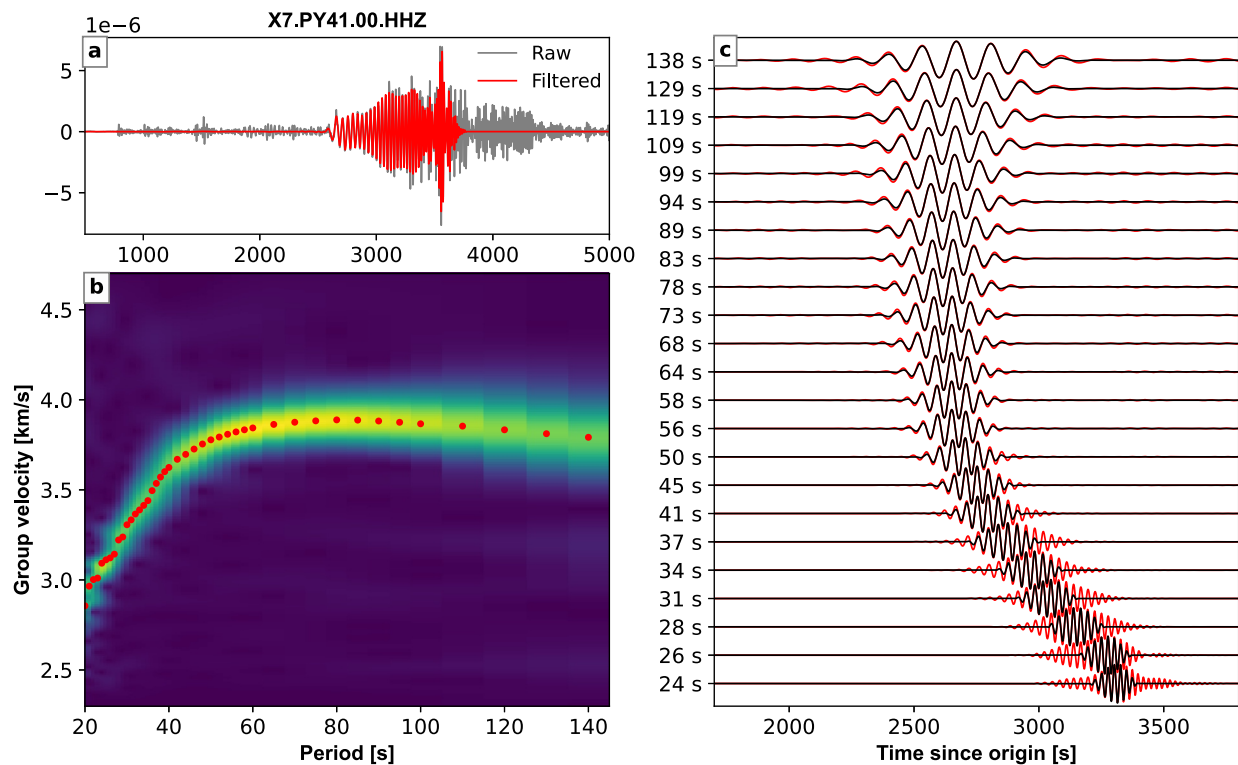 X7.PY41.00.HHZ
1e−6
a
Raw
Filtered
5
0
−5
1000 2000 3000 4000 5000
b
Group velocity [km/s]
4.5
4.0
3.5
3.0
2.5
20 40 60 80 100 120 140
Period [s]
c
138 s
129 s
119 s
109 s
99 s
94 s
89 s
83 s
78 s
73 s
68 s
64 s
58 s
56 s
50 s
45 s
41 s
37 s
34 s
31 s
28 s
26 s
24 s
2000 2500 3000 3500
Time since origin [s]